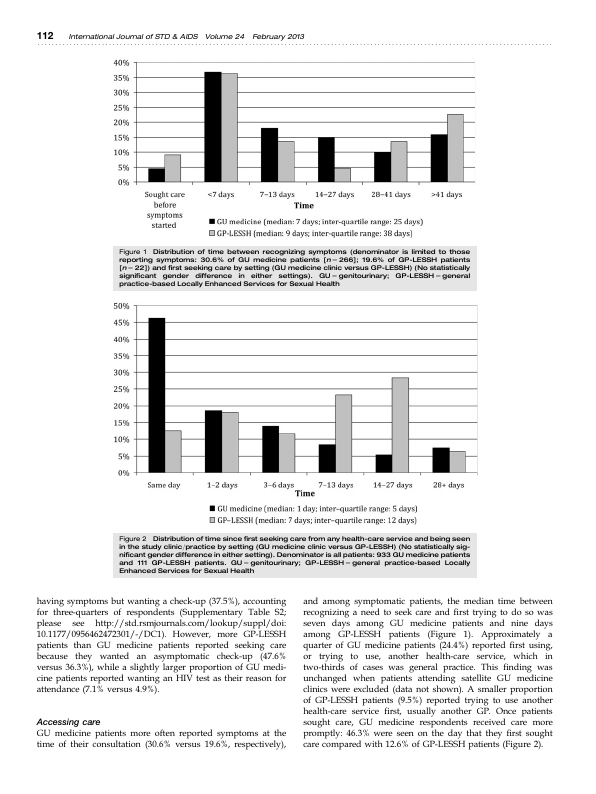 112 International Journal of STD & AIDS Volume 24 February 2013
40%
35%
30%
25%
20%
15%
10%
5%
0%
Sought care before symptoms started
<7 days
7–13 days
14–27 days
28–41 days
>41 days
Time
GU medicine (median: 7 days; inter-quartile range: 25 days)
GP-LESSH (median: 9 days; inter-quartile range: 38 days)
Figure 1 Distribution of time between recognizing symptoms (denominator is limited to those
reporting symptoms: 30.6% of GU medicine patients [n = 266]; 19.6% of GP-LESSH patients
[n = 22]) and first seeking care by setting (GU medicine clinic versus GP-LESSH) (No statistically
significant gender difference in either settings). GU = genitourinary; GP-LESSH = general
practice-based Locally Enhanced Services for Sexual Health
50%
45%
40%
35%
30%
25%
20%
15%
10%
5%
0%
Same day
1–2 days
3–6 days
7–13 days
14–27 days
28+ days
Time
GU medicine (median: 1 day; inter–quartile range: 5 days)
GP–LESSH (median: 7 days; inter–quartile range: 12 days)
Figure 2 Distribution of time since first seeking care from any health-care service and being seen
in the study clinic/practice by setting (GU medicine clinic versus GP-LESSH) (No statistically sig-
nificant gender difference in either setting). Denominator is all patients: 933 GU medicine patients
and 111 GP-LESSH patients. GU = genitourinary; GP-LESSH = general practice-based Locally
Enhanced Services for Sexual Health
having symptoms but wanting a check-up (37.5%), accounting
for three-quarters of respondents (Supplementary Table S2;
please see http://std.rsmjournals.com/lookup/suppl/doi:
10.1177/0956462472301/-/DC1). However, more GP-LESSH
patients than GU medicine patients reported seeking care
because they wanted an asymptomatic check-up (47.6%
versus 36.3%), while a slightly larger proportion of GU medi-
cine patients reported wanting an HIV test as their reason for
attendance (7.1% versus 4.9%).
Accessing care
GU medicine patients more often reported symptoms at the
time of their consultation (30.6% versus 19.6%, respectively),
and among symptomatic patients, the median time between
recognizing a need to seek care and first trying to do so was
seven days among GU medicine patients and nine days
among GP-LESSH patients (Figure 1). Approximately a
quarter of GU medicine patients (24.4%) reported first using,
or trying to use, another health-care service, which in
two-thirds of cases was general practice. This finding was
unchanged when patients attending satellite GU medicine
clinics were excluded (data not shown). A smaller proportion
of GP-LESSH patients (9.5%) reported trying to use another
health-care service first, usually another GP. Once patients
sought care, GU medicine respondents received care more
promptly: 46.3% were seen on the day that they first sought
care compared with 12.6% of GP-LESSH patients (Figure 2).